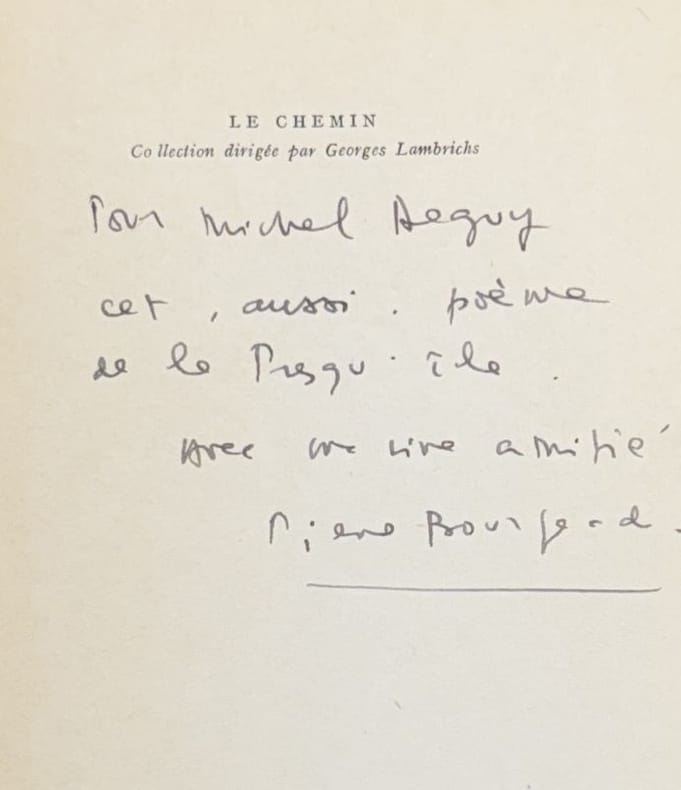 LE CHEMIN
Collection dirigée par Georges Lambrichs
Pour Michel Deguy
cet, aussi. poème
de la Presqu'île.
Avec une vive amitié
Pierre Bourgeade.